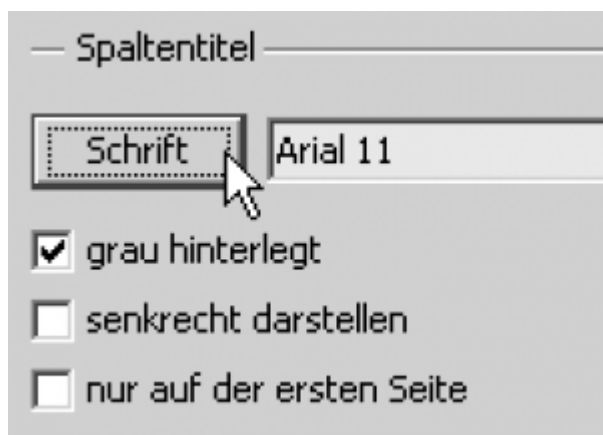 Spaltentitel
Schrift Arial 11
grau hinterlegt
senkrecht darstellen
nur auf der ersten Seite